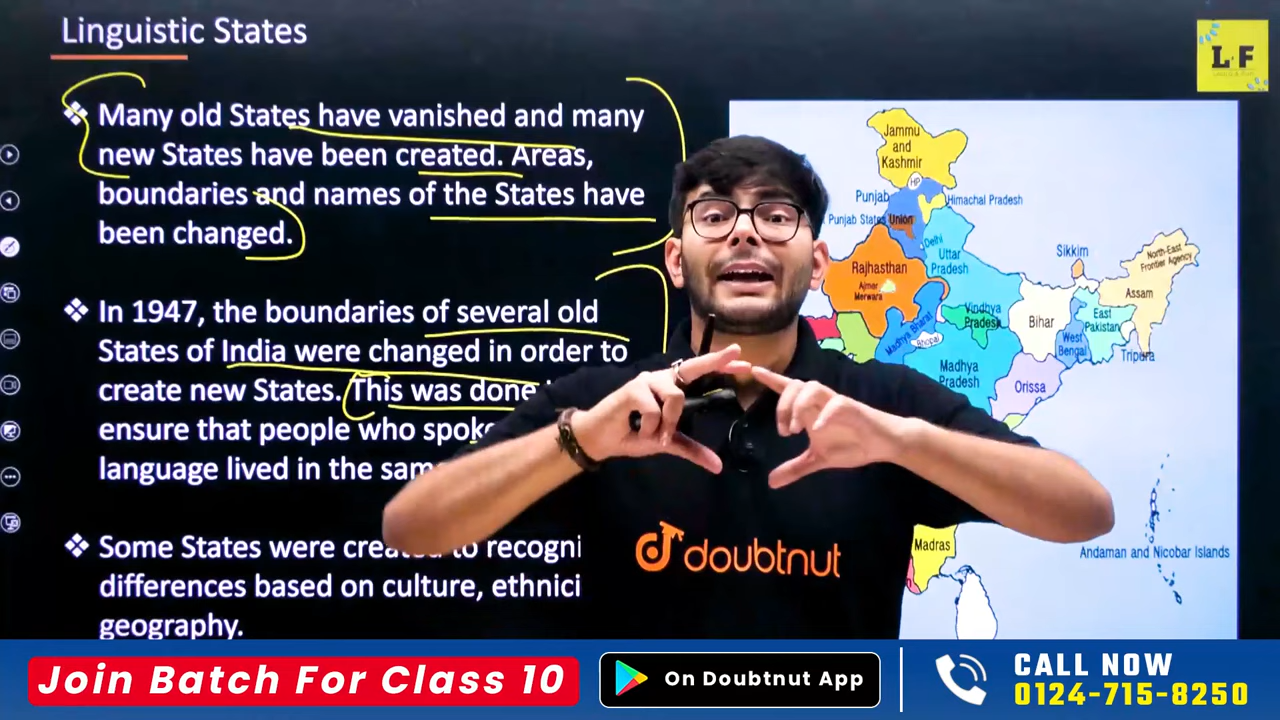 Linguistic States
L F
Many old States have vanished and many
new States have been created. Areas,
boundaries and names of the States have
been changed.
In 1947, the boundaries of several old
States of India were changed in order to
create new States. This was done
ensure that people who spok
language lived in the sam
Some States were created to recogni
differences based on culture, ethnici
geography.
Jammu
and
Kashmir
HP
Punjab
Himachal Pradesh
Punjab States Union
Delhi
Uttar
Pradesh
Sikkim
North-East
Frontier Agency
Rajhasthan
Ajmer
Merwara
Assam
Vindhya
Pradesh
Bihar
East
Pakistan
Madhya Bharat
Bhopal
West
Bengal
Tripura
Madhya
Pradesh
Orissa
Madras
Andaman and Nicobar Islands
doubtnut
Join Batch For Class 10
On Doubtnut App
CALL NOW
0124-715-8250